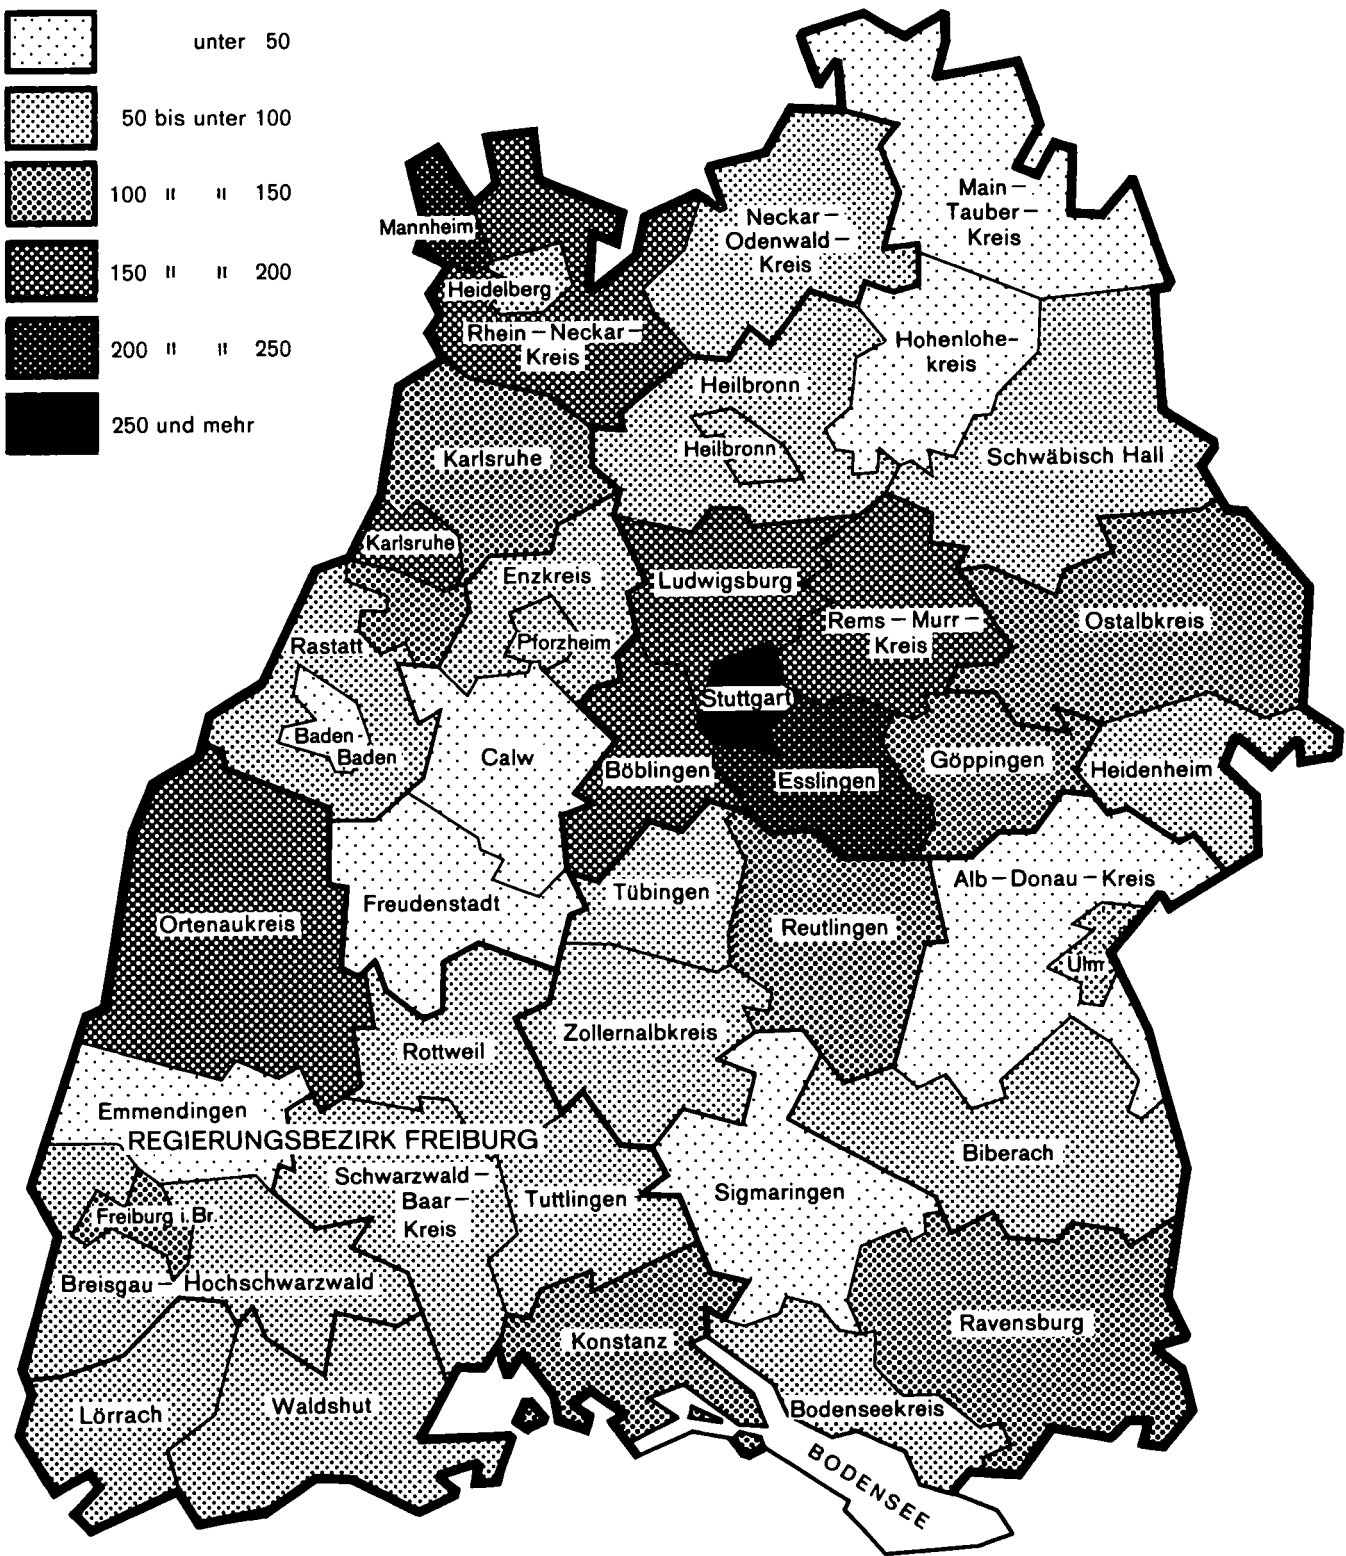 unter 50
50 bis unter 100
100 " " 150
150 " " 200
200 " " 250
250 und mehr
Main-
Tauber-
Kreis
Neckar-
Odenwald-
Kreis
Mannheim
Heidelberg
Rhein-Neckar-
Kreis
Hohenlohe-
kreis
Heilbronn
Heilbronn
Schwäbisch Hall
Karlsruhe
Karlsruhe
Enzkreis
Pforzheim
Ludwigsburg
Rems-Murr-
Kreis
Ostalbkreis
Rastatt
Stuttgart
Baden-
Baden
Calw
Böblingen
Esslingen
Göppingen
Heidenheim
Freudenstadt
Tübingen
Reutlingen
Alb-Donau-Kreis
Ulm
Ortenaukreis
Rottweil
Zollernalbkreis
Emmendingen
REGIERUNGSBEZIRK FREIBURG
Schwarzwald-
Baar-
Kreis
Tuttlingen
Sigmaringen
Biberach
Freiburg i. Br.
Breisgau-Hochschwarzwald
Konstanz
Ravensburg
Lörrach
Waldshut
Bodenseekreis
BODENSEE